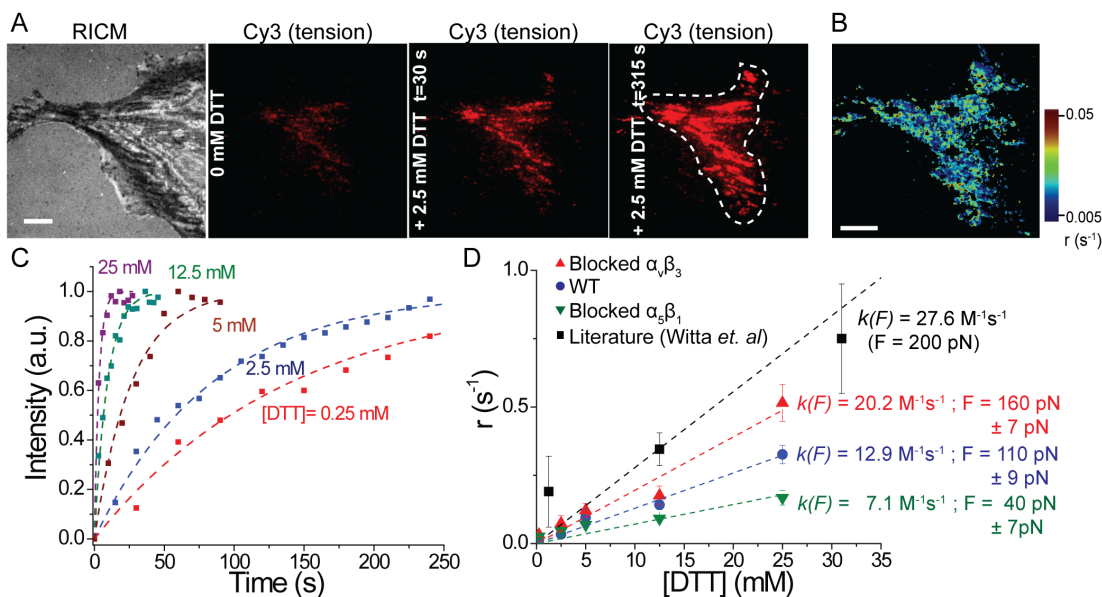 A
RICM
Cy3 (tension)
Cy3 (tension)
Cy3 (tension)
B
0 mM DTT
+ 2.5 mM DTT t=30 s
+ 2.5 mM DTT t=315 s
0.05
0.005
r (s⁻¹)
C
25 mM
12.5 mM
5 mM
2.5 mM
[DTT]= 0.25 mM
1.0
0.8
0.6
0.4
0.2
0.0
Intensity (a.u.)
0 50 100 150 200 250
Time (s)
D
Blocked αvβ3
WT
Blocked α5β1
Literature (Witta et. al)
k(F) = 27.6 M⁻¹s⁻¹
(F = 200 pN)
k(F) = 20.2 M⁻¹s⁻¹ ; F = 160 pN
± 7 pN
k(F) = 12.9 M⁻¹s⁻¹ ; F = 110 pN
± 9 pN
k(F) = 7.1 M⁻¹s⁻¹ ; F = 40 pN
± 7pN
1.0
0.5
0.0
r (s⁻¹)
0 5 10 15 20 25 30 35
[DTT] (mM)